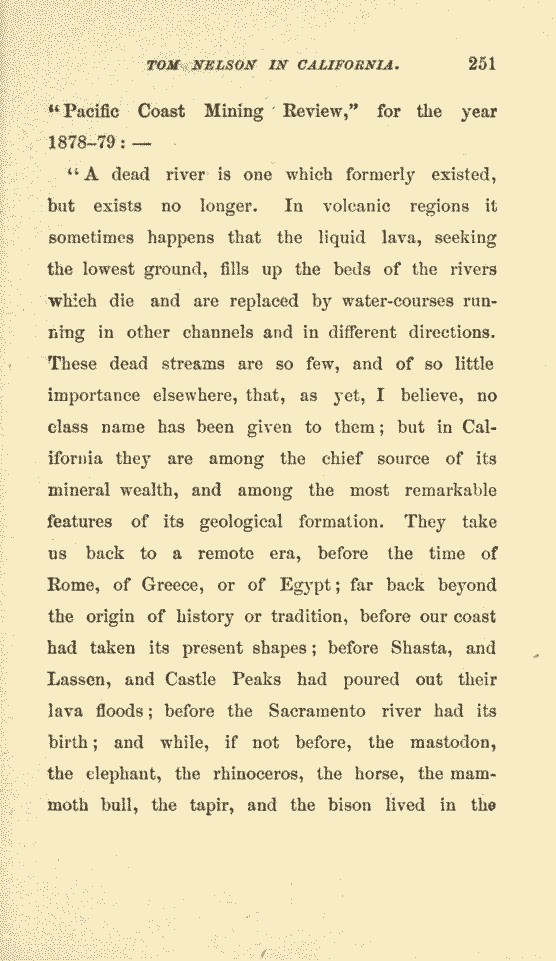 TOM NELSON IN CALIFORNIA. 251
"Pacific Coast Mining Review," for the year
1878–79: —
"A dead river is one which formerly existed,
but exists no longer. In volcanic regions it
sometimes happens that the liquid lava, seeking
the lowest ground, fills up the beds of the rivers
which die and are replaced by water-courses run-
ning in other channels and in different directions.
These dead streams are so few, and of so little
importance elsewhere, that, as yet, I believe, no
class name has been given to them; but in Cal-
ifornia they are among the chief source of its
mineral wealth, and among the most remarkable
features of its geological formation. They take
us back to a remote era, before the time of
Rome, of Greece, or of Egypt; far back beyond
the origin of history or tradition, before our coast
had taken its present shapes; before Shasta, and
Lassen, and Castle Peaks had poured out their
lava floods; before the Sacramento river had its
birth; and while, if not before, the mastodon,
the elephant, the rhinoceros, the horse, the mam-
moth bull, the tapir, and the bison lived in the